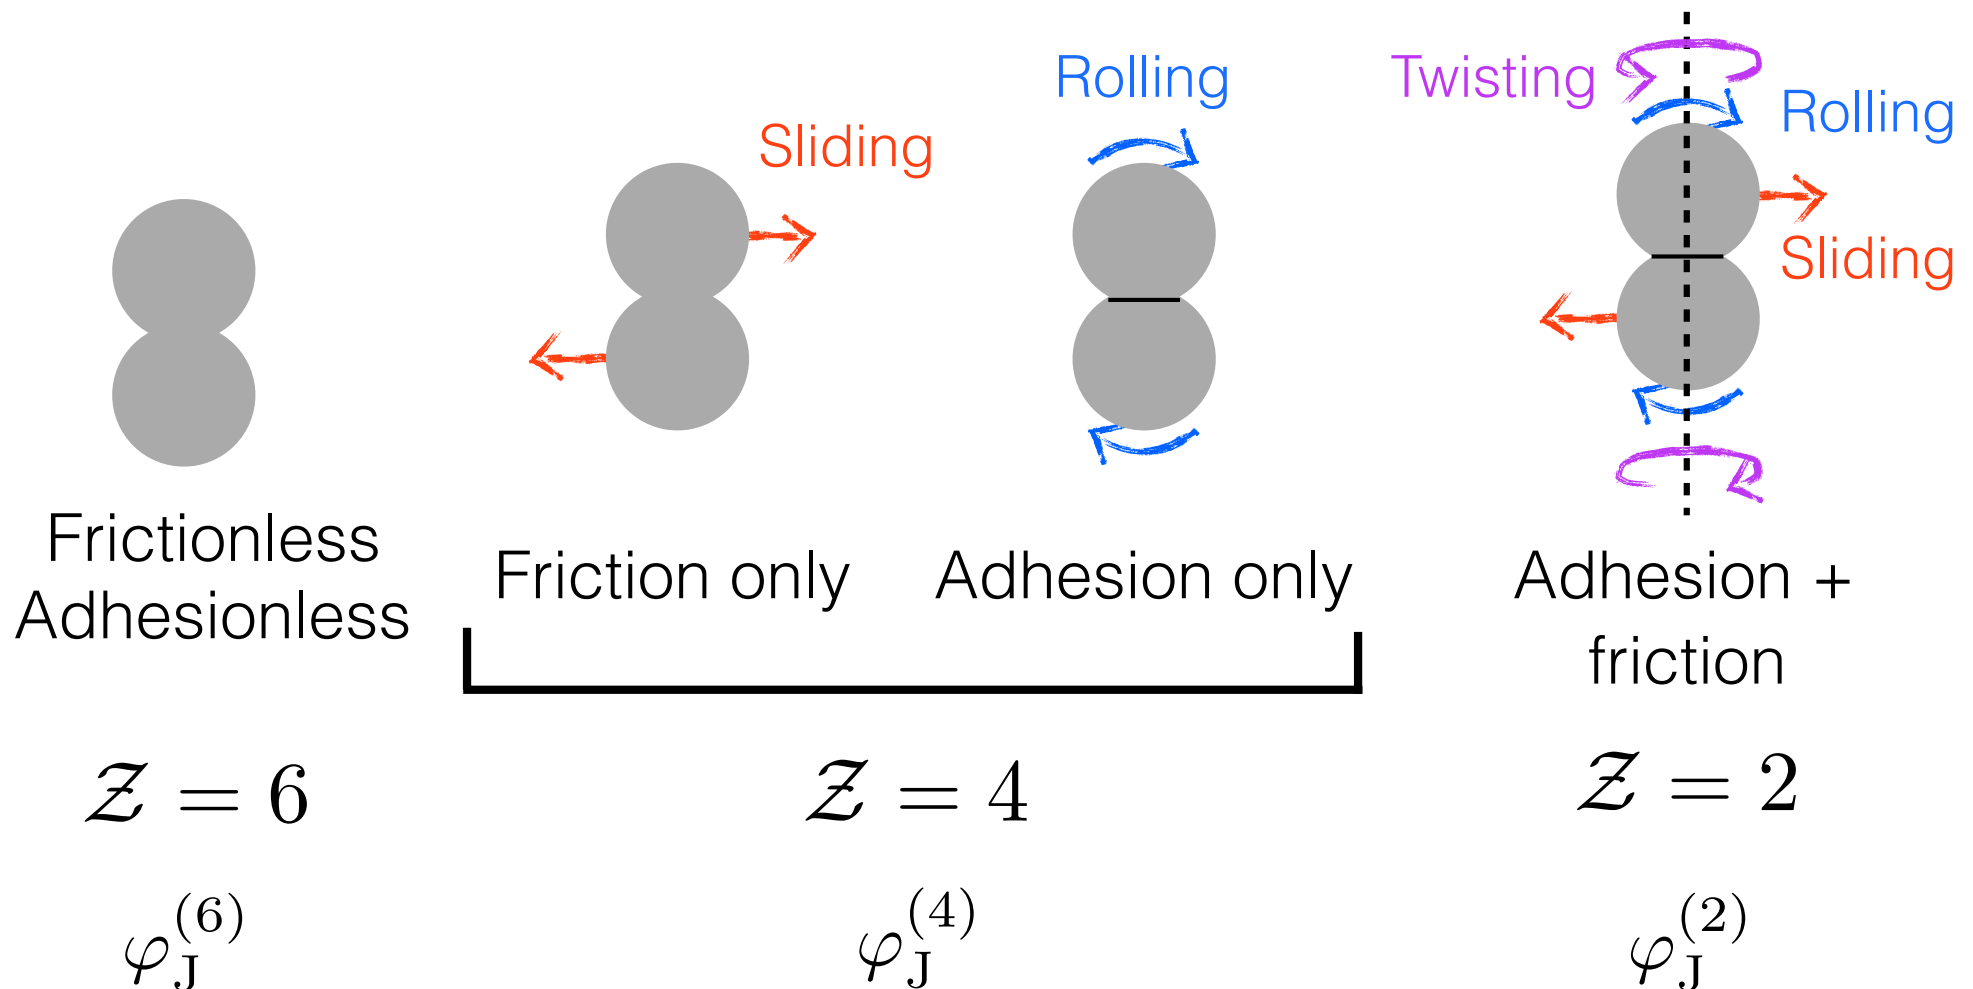 Sliding
Rolling
Twisting
Rolling
Sliding
Frictionless
Adhesionless
Friction only
Adhesion only
Adhesion +
friction
𝒵 = 6
𝒵 = 4
𝒵 = 2
φ_J^(6)
φ_J^(4)
φ_J^(2)